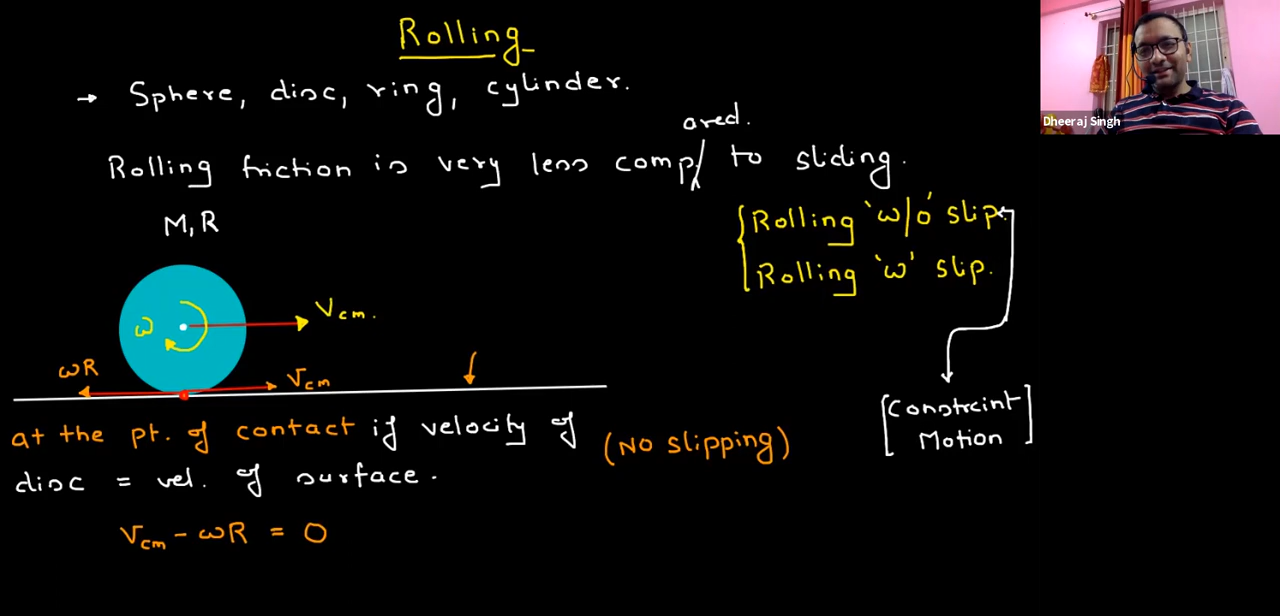 Rolling
→ Sphere, disc, ring, cylinder.
ared.
Rolling friction is very less comp/ to sliding.
M, R
Rolling 'w/o' slip.
Rolling 'w' slip.
ω
Vcm.
ωR
Vcm
at the pt. of contact if velocity of
disc = vel. of surface.
(No slipping)
[Constraint
Motion]
Vcm - ωR = 0
Dheeraj Singh